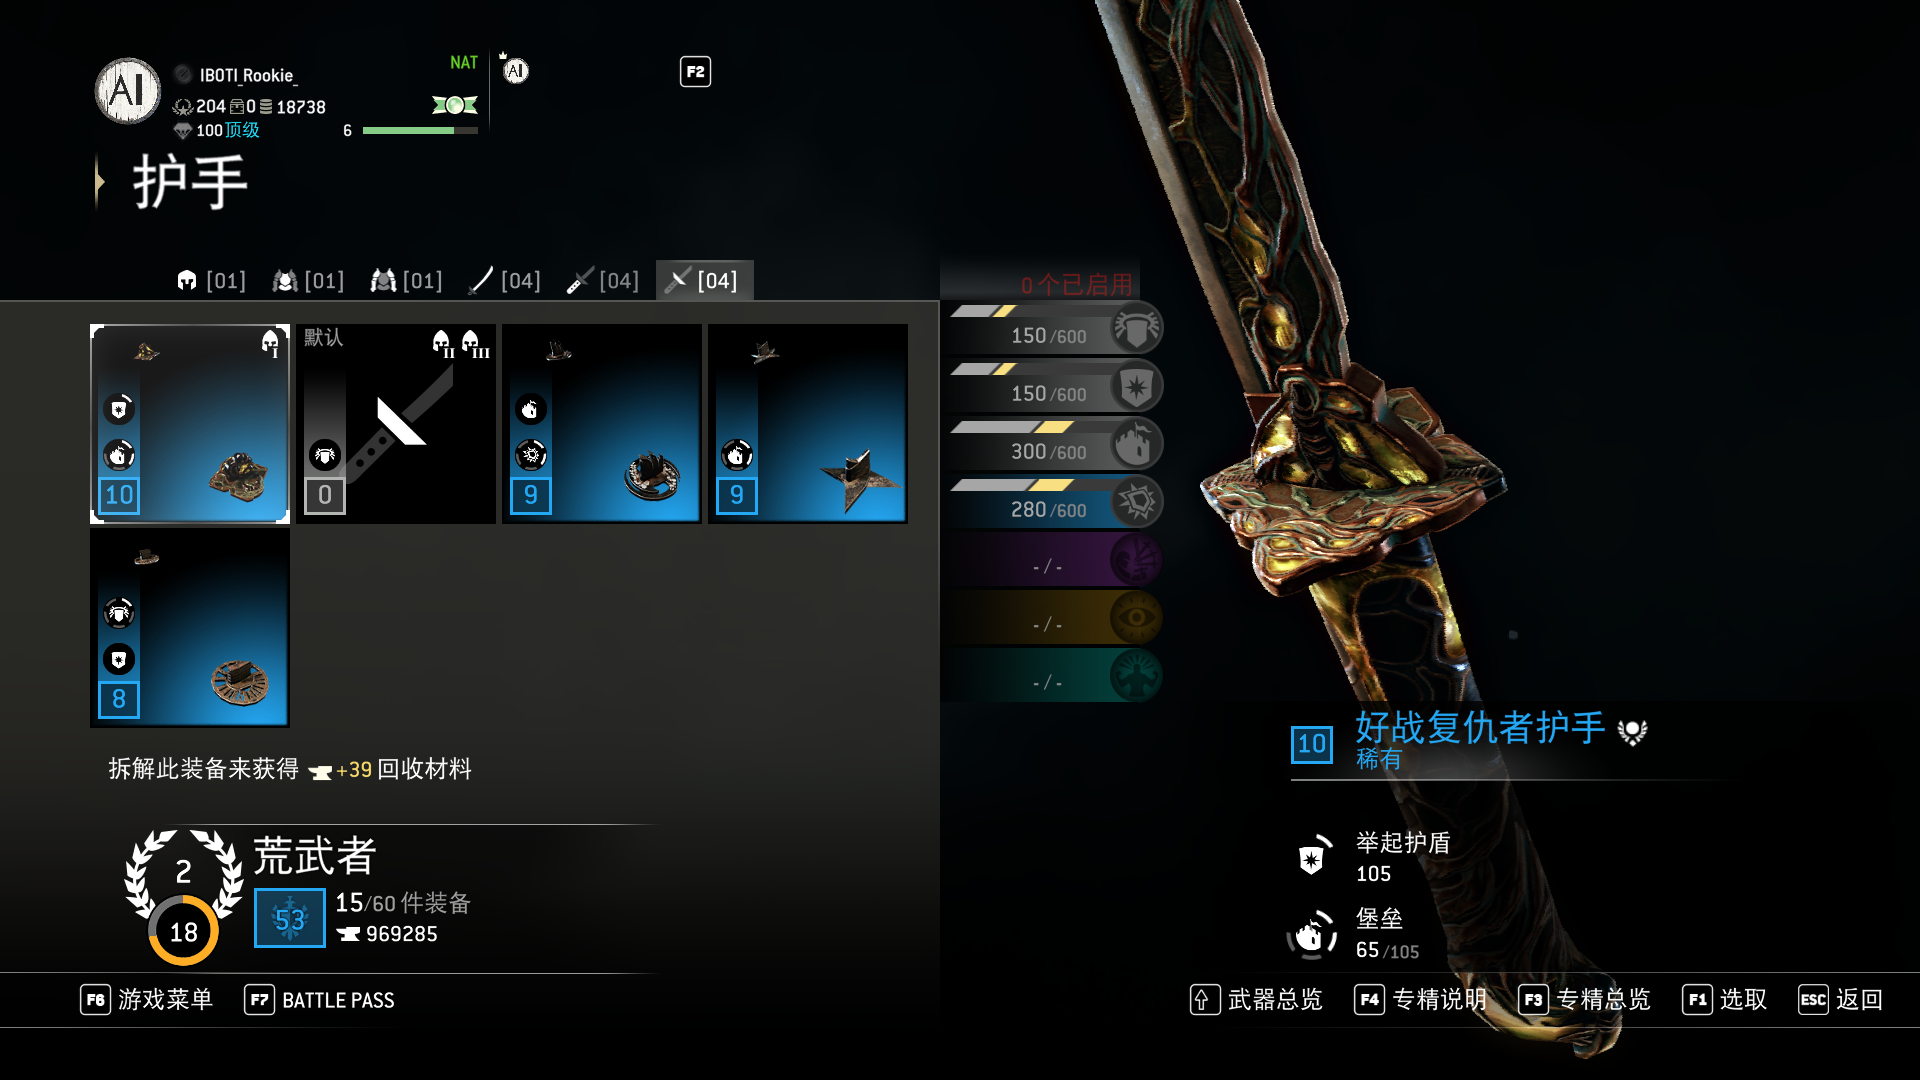 AI
IBOTI_Rookie_
NAT
AI
F2
204 0 18738
100 顶级
6
护手
[01] [01] [01] [04] [04] [04]
0 个已启用
I
默认
II III
10
0
9
9
8
150/600
150/600
300/600
280/600
-/-
-/-
-/-
拆解此装备来获得 +39 回收材料
10
好战复仇者护手
稀有
举起护盾
105
堡垒
65/105
2
18
荒武者
53
15/60 件装备
969285
F6 游戏菜单 F7 BATTLE PASS
⇧ 武器总览 F4 专精说明 F3 专精总览 F1 选取 ESC 返回